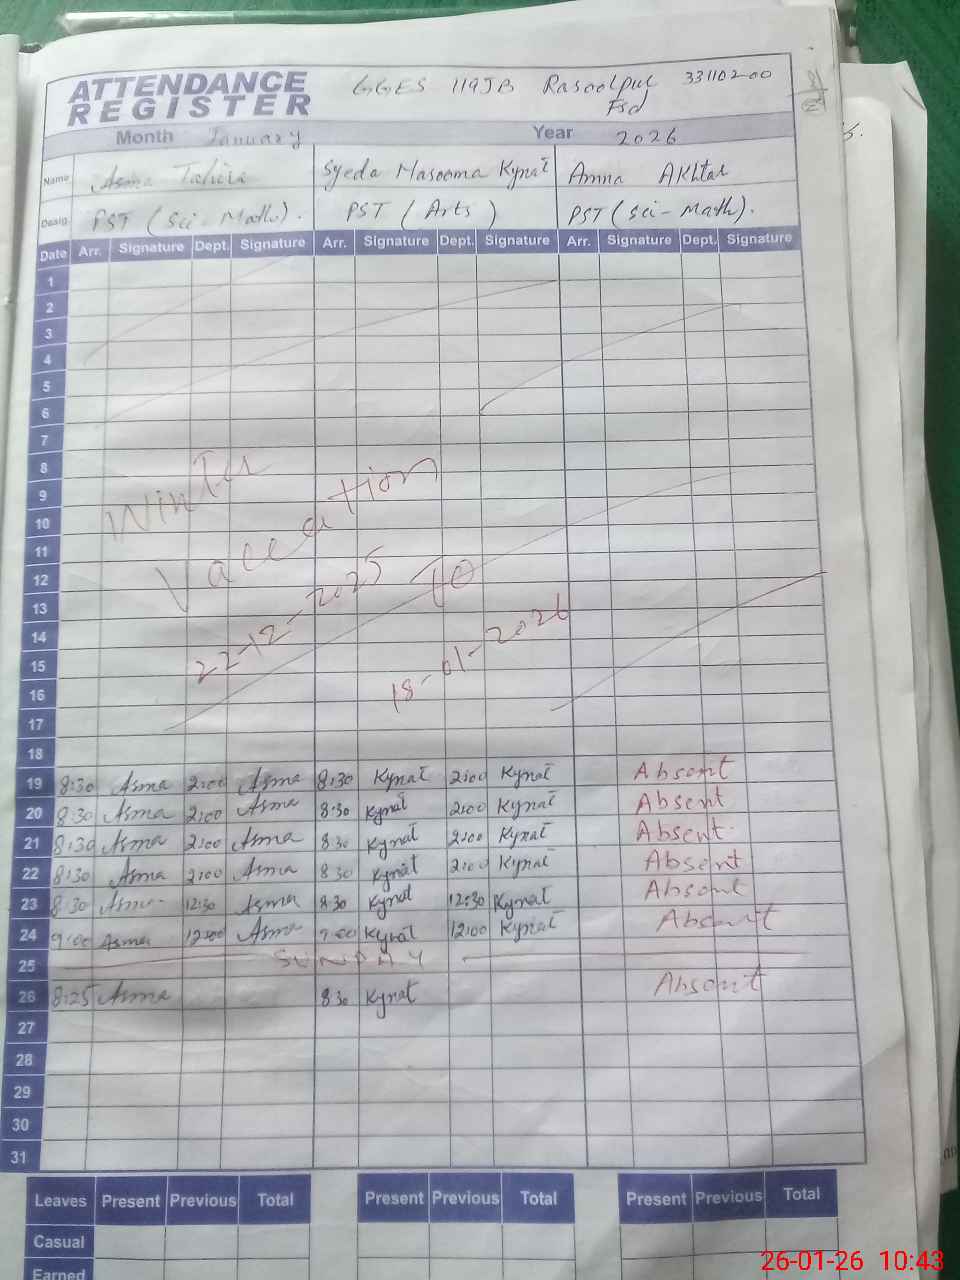 ATTENDANCE REGISTER
GGES 119JB Rasoolpur 33110200
Fsd
Month January Year 2026
Name Asma Tahir Syeda Masooma Kynat Amna Akhtar
Desig. PST (Sci-Math). PST (Arts) PST (Sci-Math).
Date Arr. Signature Dept. Signature Arr. Signature Dept. Signature Arr. Signature Dept. Signature
1
2
3
4
5
6
7
8
9
10
11
12
13
14
15
16
17
18
Winter
Vaccation
22-12-2025 TO
18-01-2026
19 8:30 Asma 2:00 Asma 8:30 Kynat 2:00 Kynat Absent
20 8:30 Asma 2:00 Asma 8:30 Kynat 2:00 Kynat Absent
21 8:30 Asma 2:00 Asma 8:30 Kynat 2:00 Kynat Absent
22 8:30 Asma 2:00 Asma 8:30 Kynat 2:00 Kynat Absent
23 8:30 Asma 12:30 Asma 8:30 Kynat 12:30 Kynat Absent
24 9:00 Asma 12:00 Asma 9:00 Kynat 12:00 Kynat Absent
25 SUNDAY
26 8:25 Asma 8:30 Kynat Absent
27
28
29
30
31
Leaves Present Previous Total Present Previous Total Present Previous Total
Casual
Earned
26-01-26 10:43